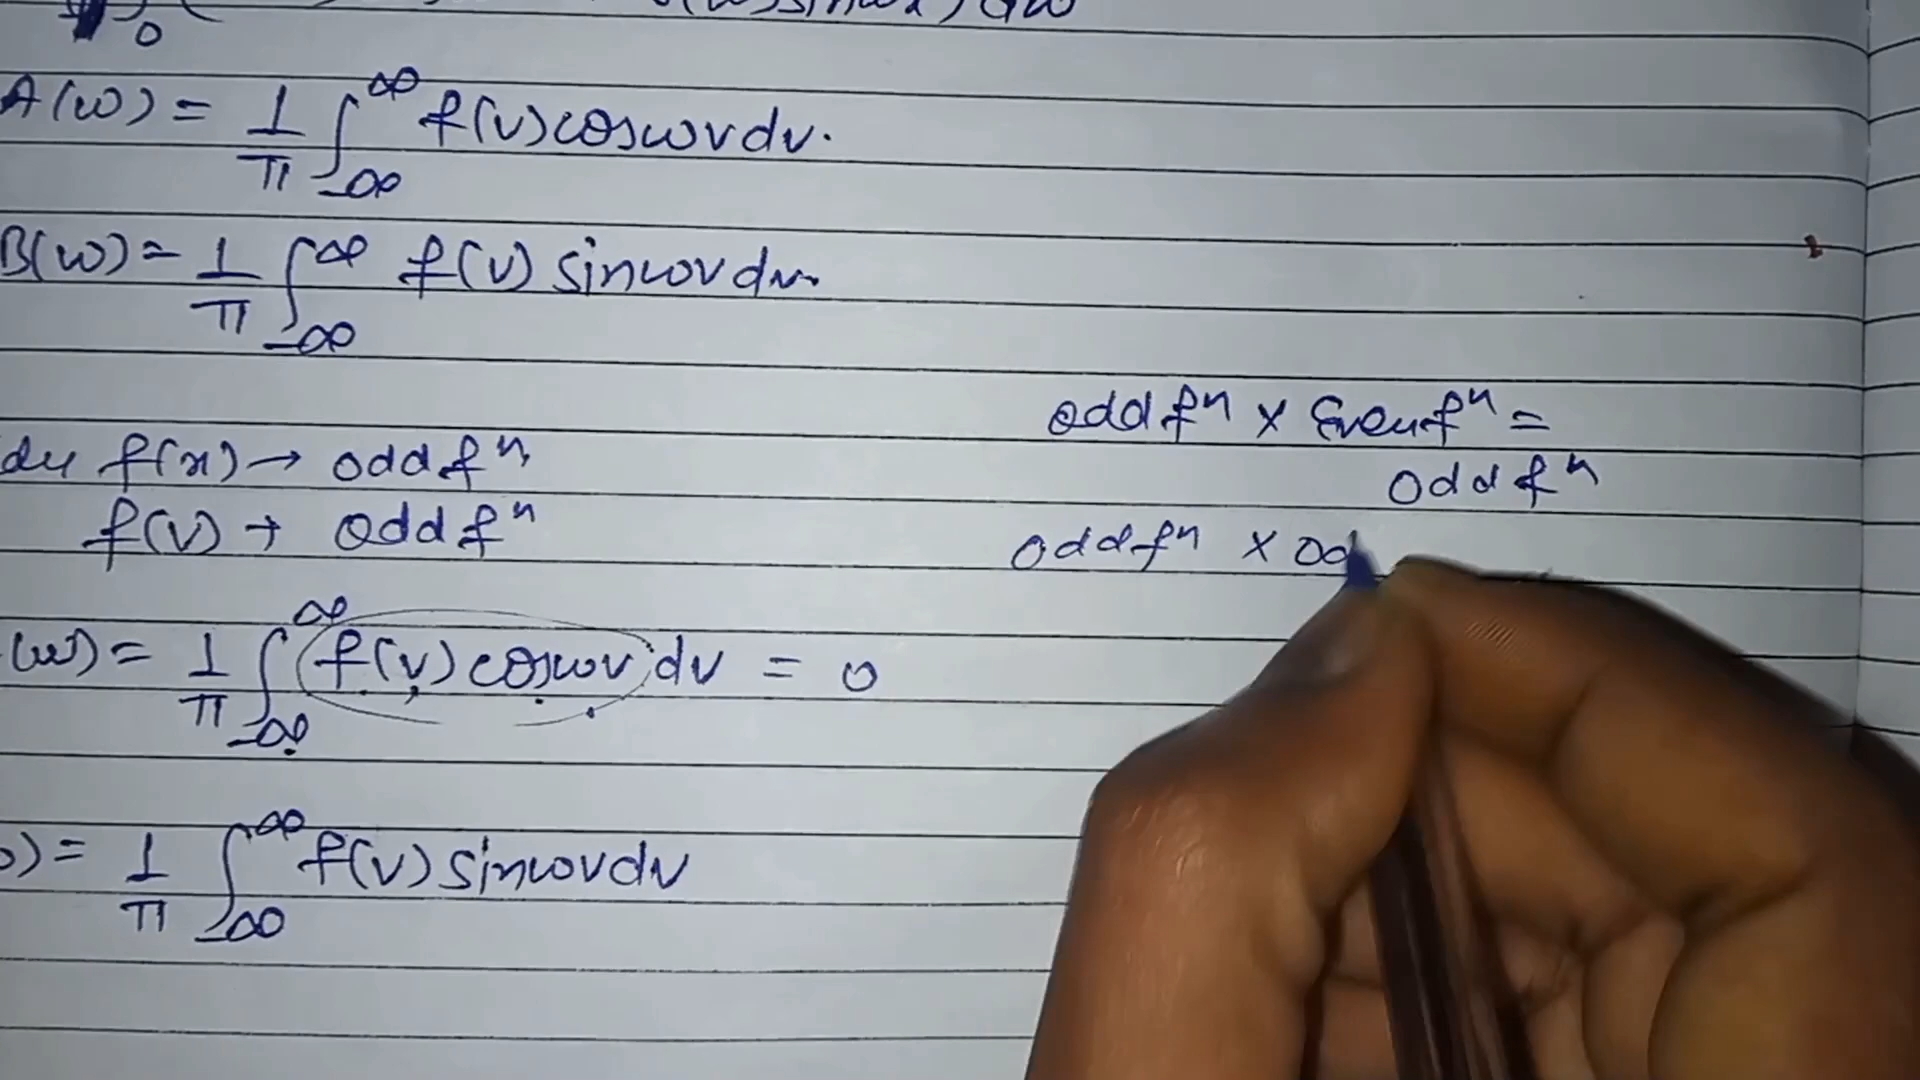 0
A(w) = 1/π ∫_-∞^∞ f(v) cos wv dv.
B(w) = 1/π ∫_-∞^∞ f(v) sin wv dv.
odd fⁿ × Even fⁿ =
odd fⁿ
f(x) → odd fⁿ
f(v) → odd fⁿ
odd fⁿ × od
(w) = 1/π ∫_-∞^∞ f(v) cos wv dv = 0
) = 1/π ∫_-∞^∞ f(v) sin wv dv